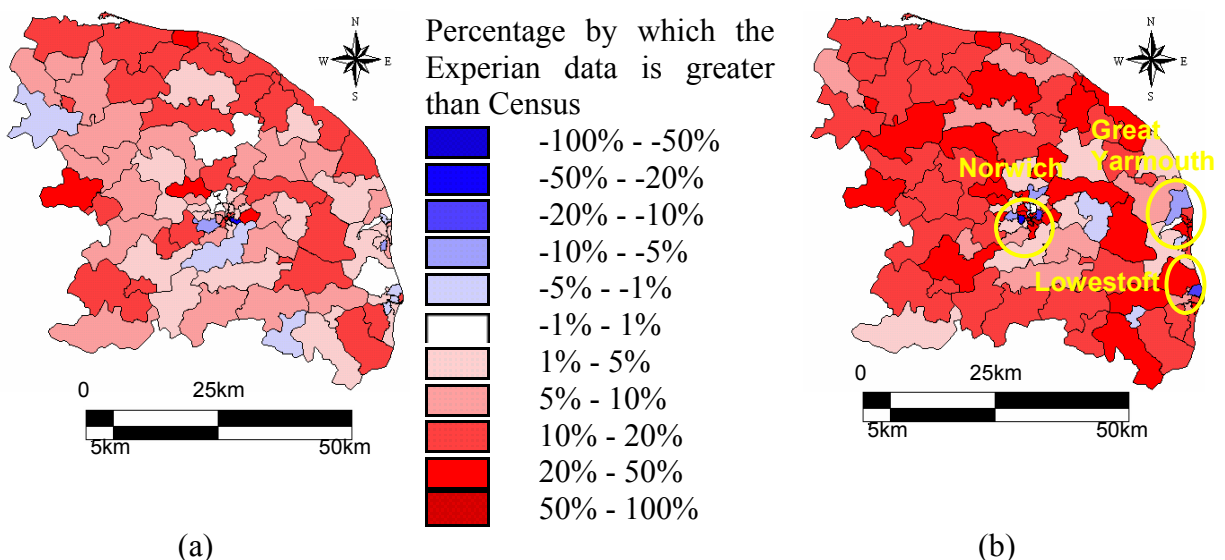 N
W E
S
Percentage by which the
Experian data is greater
than Census
-100% - -50%
-50% - -20%
-20% - -10%
-10% - -5%
-5% - -1%
-1% - 1%
1% - 5%
5% - 10%
10% - 20%
20% - 50%
50% - 100%
0 25km
5km 50km
(a)
N
W E
S
Great
Yarmouth
Norwich
Lowestoft
0 25km
5km 50km
(b)